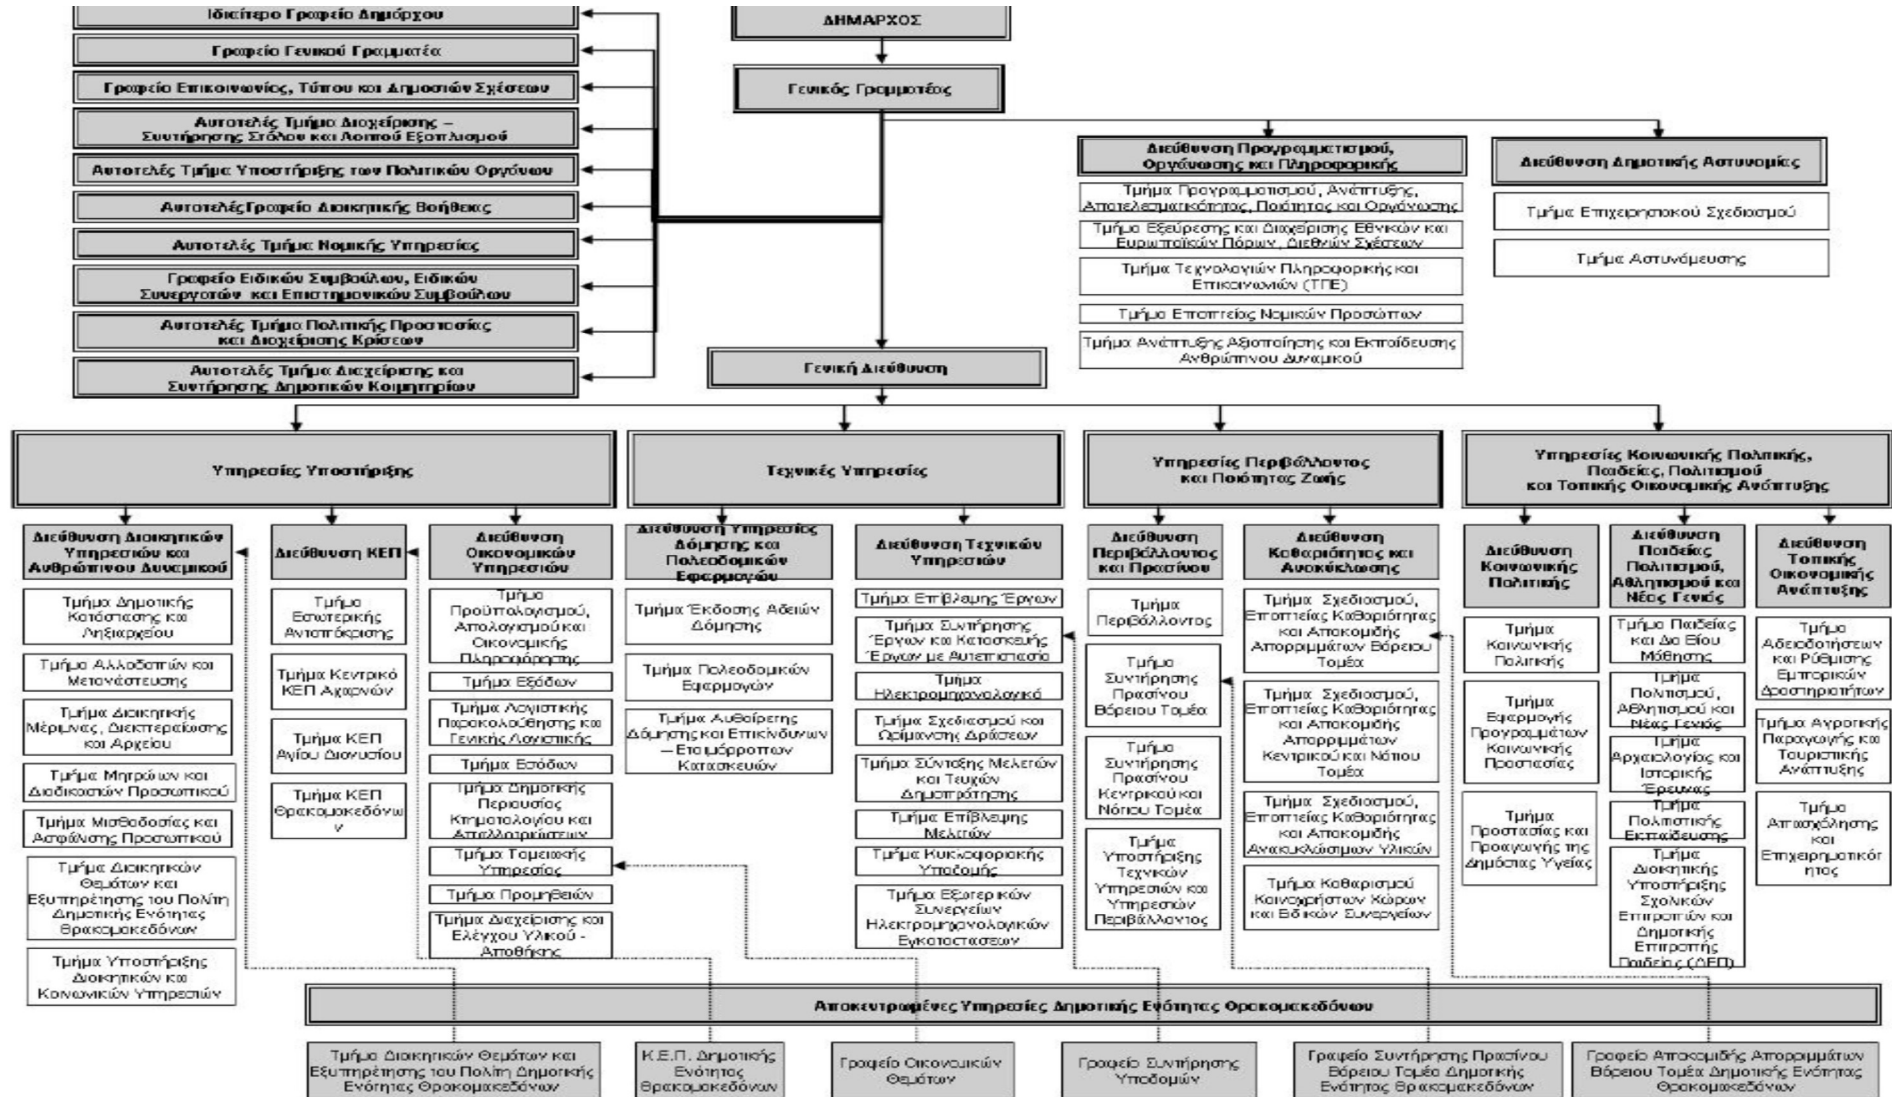 Ιδιαίτερο Γραφείο Δημάρχου
Γραφείο Γενικού Γραμματέα
Γραφείο Επικοινωνίας, Τύπου και Δημοσιών Σχέσεων
Αυτοτελές Τμήμα Διαχείρισης –
Συντήρησης Στόλου και Λοιπού Εξοπλισμού
Αυτοτελές Τμήμα Υποστήριξης των Πολιτικών Οργάνων
Αυτοτελές Γραφείο Διοικητικής Βοήθειας
Αυτοτελές Τμήμα Νομικής Υπηρεσίας
Γραφείο Ειδικών Συμβούλων, Ειδικών
Συνεργατών και Επιστημονικών Συμβούλων
Αυτοτελές Τμήμα Πολιτικής Προστασίας
και Διαχείρισης Κρίσεων
Αυτοτελές Τμήμα Διαχείρισης και
Συντήρησης Δημοτικών Κοιμητηρίων
ΔΗΜΑΡΧΟΣ
Γενικός Γραμματέας
Διεύθυνση Προγραμματισμού,
Οργάνωσης και Πληροφορικής
Τμήμα Προγραμματισμού, Ανάπτυξης,
Αποτελεσματικότητας, Ποιότητας και Οργάνωσης
Τμήμα Εξεύρεσης και Διαχείρισης Εθνικών και
Ευρωπαϊκών Πόρων, Διεθνών Σχέσεων
Τμήμα Τεχνολογιών Πληροφορικής και
Επικοινωνιών (ΤΠΕ)
Τμήμα Εποπτείας Νομικών Προσώπων
Τμήμα Ανάπτυξης Αξιοποίησης και Εκπαίδευσης
Ανθρώπινου Δυναμικού
Διεύθυνση Δημοτικής Αστυνομίας
Τμήμα Επιχειρησιακού Σχεδιασμού
Τμήμα Αστυνόμευσης
Γενική Διεύθυνση
Υπηρεσίες Υποστήριξης
Τεχνικές Υπηρεσίες
Υπηρεσίες Περιβάλλοντος
και Ποιότητας Ζωής
Υπηρεσίες Κοινωνικής Πολιτικής,
Παιδείας, Πολιτισμού
και Τοπικής Οικονομικής Ανάπτυξης
Διεύθυνση Διοικητικών
Υπηρεσιών και
Ανθρώπινου Δυναμικού
Τμήμα Δημοτικής
Κατάστασης και
Ληξιαρχείου
Τμήμα Αλλοδαπών και
Μετανάστευσης
Τμήμα Διοικητικής
Μέριμνας, Διεκπεραίωσης
και Αρχείου
Τμήμα Μητρώων και
Διαδικασιών Προσωπικού
Τμήμα Μισθοδοσίας και
Ασφάλισης Προσωπικού
Τμήμα Διοικητικών
Θεμάτων και
Εξυπηρέτησης του Πολίτη
Δημοτικής Ενότητας
Θρακομακεδόνων
Τμήμα Υποστήριξης
Διοικητικών και
Κοινωνικών Υπηρεσιών
Διεύθυνση ΚΕΠ
Τμήμα
Εσωτερικής
Ανταπόκρισης
Τμήμα Κεντρικό
ΚΕΠ Αχαρνών
Τμήμα ΚΕΠ
Αγίου Διονυσίου
Τμήμα ΚΕΠ
Θρακομακεδόνω
ν
Διεύθυνση
Οικονομικών
Υπηρεσιών
Τμήμα
Προϋπολογισμού,
Απολογισμού και
Οικονομικής
Πληροφόρησης
Τμήμα Εξόδων
Τμήμα Λογιστικής
Παρακολούθησης και
Γενικής Λογιστικής
Τμήμα Εσόδων
Τμήμα Δημοτικής
Περιουσίας
Κτηματολογίου και
Απαλλοτριώσεων
Τμήμα Ταμειακής
Υπηρεσίας
Τμήμα Προμηθειών
Τμήμα Διαχείρισης και
Ελέγχου Υλικού -
Αποθήκης
Διεύθυνση Υπηρεσίας
Δόμησης και
Πολεοδομικών
Εφαρμογών
Τμήμα Έκδοσης Αδειών
Δόμησης
Τμήμα Πολεοδομικών
Εφαρμογών
Τμήμα Αυθαίρετης
Δόμησης και Επικίνδυνων
– Ετοιμόρροπων
Κατασκευών
Διεύθυνση Τεχνικών
Υπηρεσιών
Τμήμα Επίβλεψης Έργων
Τμήμα Συντήρησης
Έργων και Κατασκευής
Έργων με Αυτεπιστασία
Τμήμα
Ηλεκτρομηχανολογικό
Τμήμα Σχεδιασμού και
Ωρίμανσης Δράσεων
Τμήμα Σύνταξης Μελετών
και Τευχών
Δημοπράτησης
Τμήμα Επίβλεψης
Μελετών
Τμήμα Κυκλοφοριακής
Υποδομής
Τμήμα Εξωτερικών
Συνεργείων
Ηλεκτρομηχανολογικών
Εγκαταστάσεων
Διεύθυνση
Περιβάλλοντος
και Πρασίνου
Τμήμα
Περιβάλλοντος
Τμήμα
Συντήρησης
Πρασίνου
Βόρειου Τομέα
Τμήμα
Συντήρησης
Πρασίνου
Κεντρικού και
Νότιου Τομέα
Τμήμα
Υποστήριξης
Τεχνικών
Υπηρεσιών και
Υπηρεσιών
Περιβάλλοντος
Διεύθυνση
Καθαριότητας και
Ανακύκλωσης
Τμήμα Σχεδιασμού,
Εποπτείας Καθαριότητας
και Αποκομιδής
Απορριμμάτων Βόρειου
Τομέα
Τμήμα Σχεδιασμού,
Εποπτείας Καθαριότητας
και Αποκομιδής
Απορριμμάτων
Κεντρικού και Νότιου
Τομέα
Τμήμα Σχεδιασμού,
Εποπτείας Καθαριότητας
και Αποκομιδής
Ανακυκλώσιμων Υλικών
Τμήμα Καθαρισμού
Κοινοχρήστων Χώρων
και Ειδικών Συνεργείων
Διεύθυνση
Κοινωνικής
Πολιτικής
Τμήμα
Κοινωνικής
Πολιτικής
Τμήμα
Εφαρμογής
Προγραμμάτων
Κοινωνικής
Προστασίας
Τμήμα
Προστασίας και
Προαγωγής της
Δημόσιας Υγείας
Διεύθυνση
Παιδείας
Πολιτισμού,
Αθλητισμού και
Νέας Γενιάς
Τμήμα Παιδείας
και Δια Βίου
Μάθησης
Τμήμα
Πολιτισμού,
Αθλητισμού και
Νέας Γενιάς
Τμήμα
Αρχαιολογίας και
Ιστορικής
Έρευνας
Τμήμα
Πολιτιστικής
Εκπαίδευσης
Τμήμα
Διοικητικής
Υποστήριξης
Σχολικών
Επιτροπών και
Δημοτικής
Επιτροπής
Παιδείας (ΔΕΠ)
Διεύθυνση
Τοπικής
Οικονομικής
Ανάπτυξης
Τμήμα
Αδειοδοτήσεων
και Ρύθμισης
Εμπορικών
Δραστηριοτήτων
Τμήμα Αγροτικής
Παραγωγής και
Τουριστικής
Ανάπτυξης
Τμήμα
Απασχόλησης
και
Επιχειρηματικότ
ητας
Αποκεντρωμένες Υπηρεσίες Δημοτικής Ενότητας Θρακομακεδόνων
Τμήμα Διοικητικών Θεμάτων και
Εξυπηρέτησης του Πολίτη Δημοτικής
Ενότητας Θρακομακεδόνων
Κ.Ε.Π. Δημοτικής
Ενότητας
Θρακομακεδόνων
Γραφείο Οικονομικών
Θεμάτων
Γραφείο Συντήρησης
Υποδομών
Γραφείο Συντήρησης Πρασίνου
Βόρειου Τομέα Δημοτικής
Ενότητας Θρακομακεδόνων
Γραφείο Αποκομιδής Απορριμμάτων
Βόρειου Τομέα Δημοτικής Ενότητας
Θρακομακεδόνων